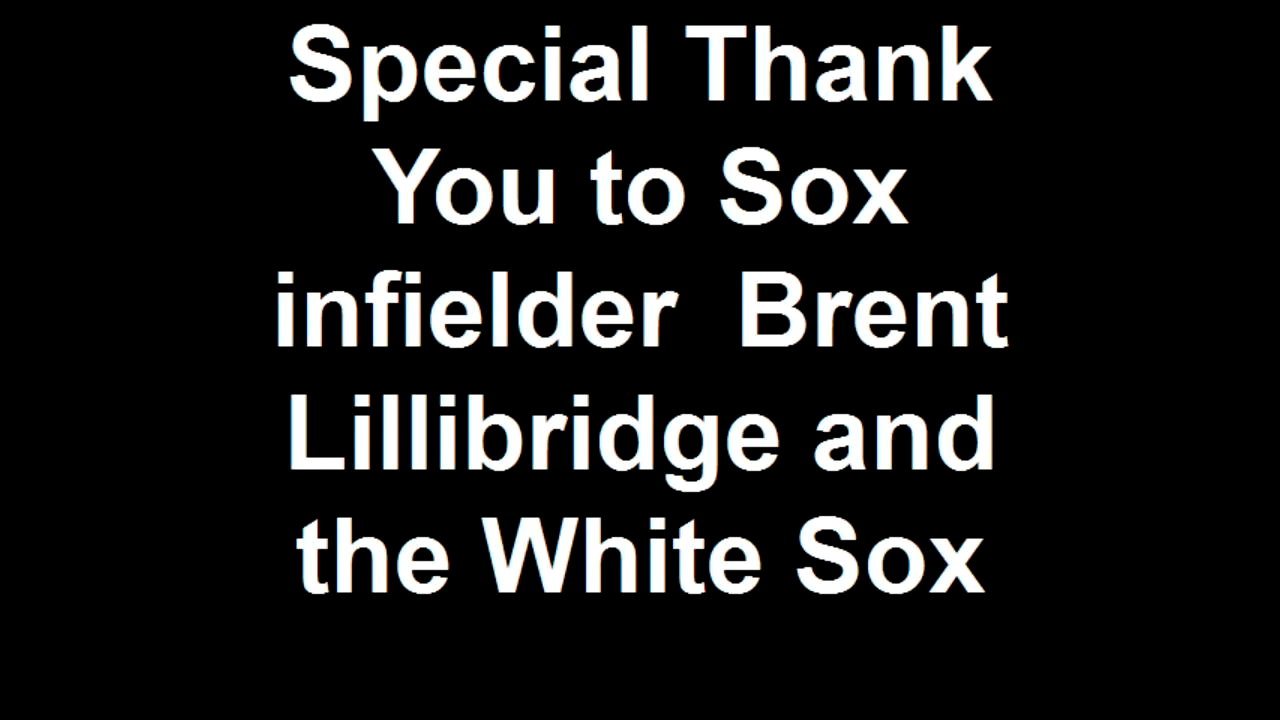 Special Thank
You to Sox
infielder  Brent
Lillibridge and
the White Sox